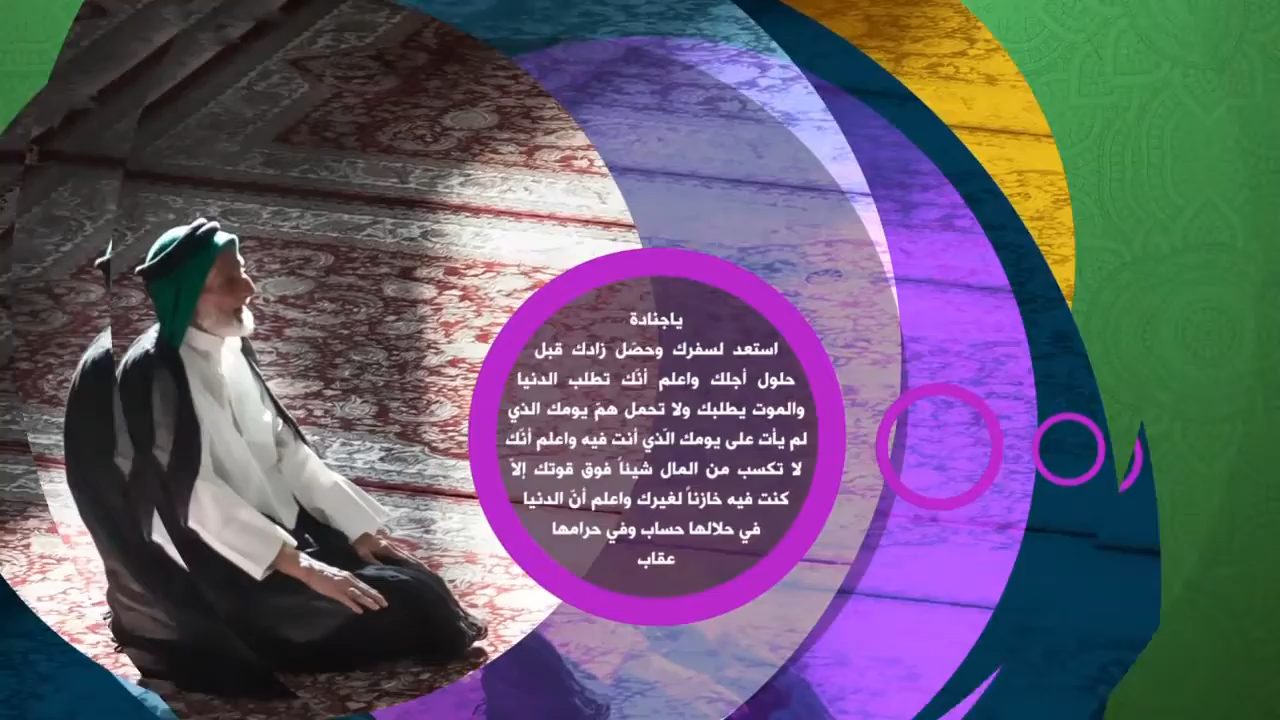 ياجنادة
استعد لسفرك وحصّل زادك قبل
حلول أجلك واعلم أنّك تطلب الدنيا
والموت يطلبك ولا تحمل همّ يومك الذي
لم يأت على يومك الّذي أنت فيه واعلم أنّك
لا تكسب من المال شيئاً فوق قوتك إلاّ
كنت فيه خازناً لغيرك واعلم أنّ الدنيا
في حلالها حساب وفي حرامها
عقاب